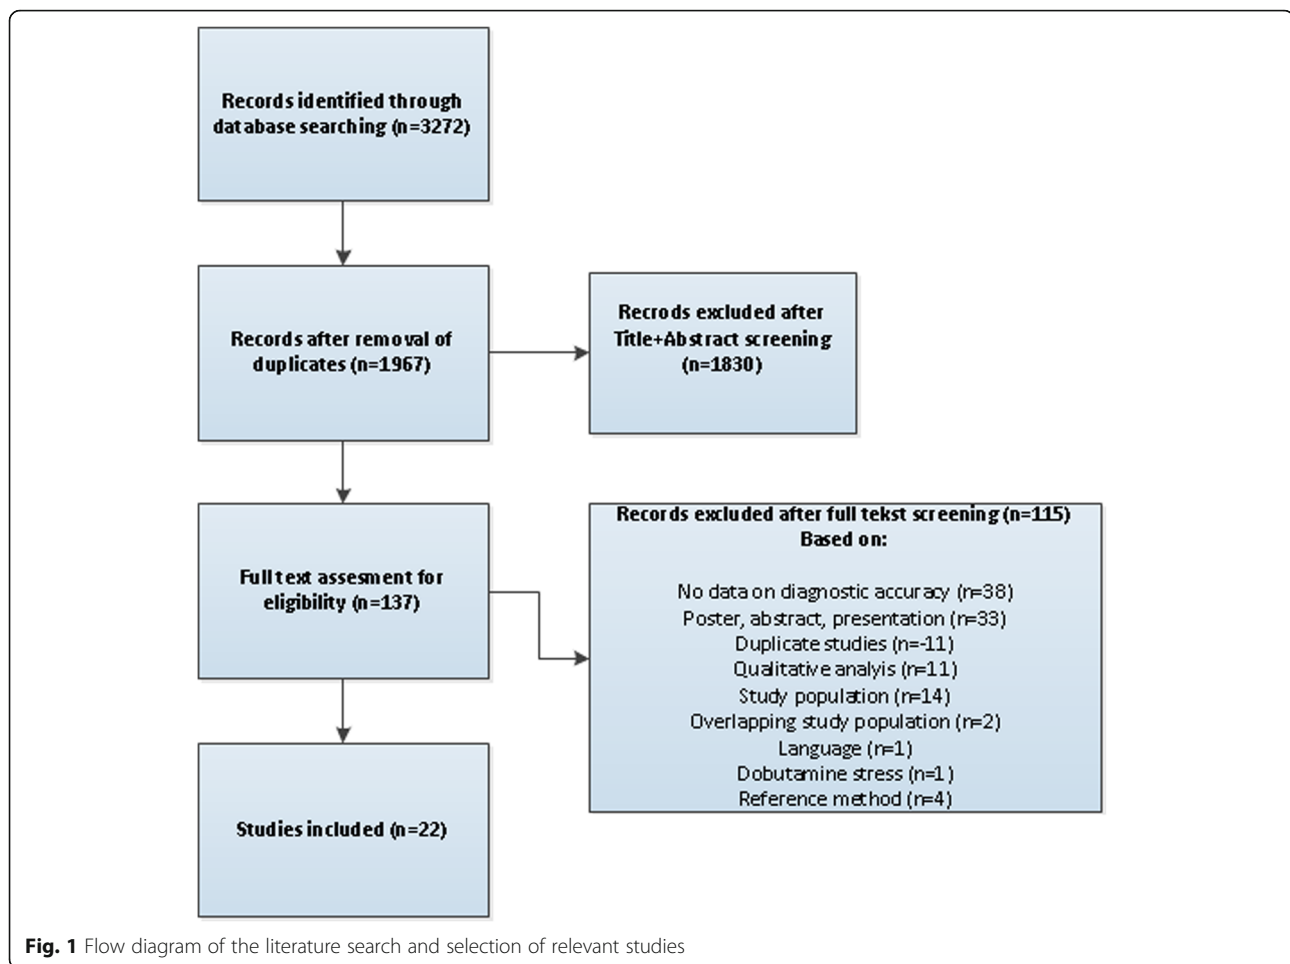 Records identified through
database searching (n=3272)
Records after removal of
duplicates (n=1967)
Recrods excluded after
Title+Abstract screening
(n=1830)
Full text assesment for
eligibility (n=137)
Records excluded after full tekst screening (n=115)
Based on:
No data on diagnostic accuracy (n=38)
Poster, abstract, presentation (n=33)
Duplicate studies (n=-11)
Qualitative analyis (n=11)
Study population (n=14)
Overlapping study population (n=2)
Language (n=1)
Dobutamine stress (n=1)
Reference method (n=4)
Studies included (n=22)
Fig. 1 Flow diagram of the literature search and selection of relevant studies